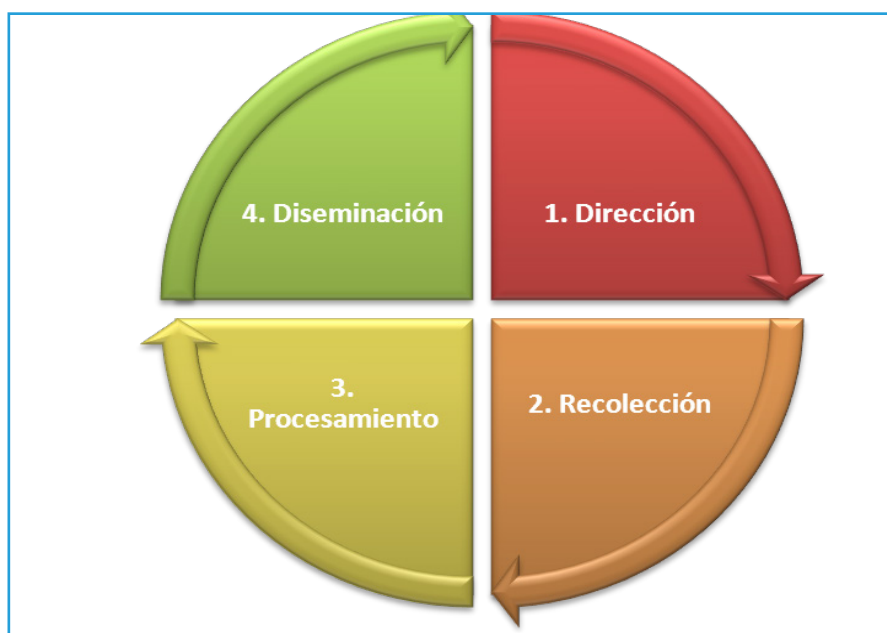 4. Diseminación
1. Dirección
3.
Procesamiento
2. Recolección